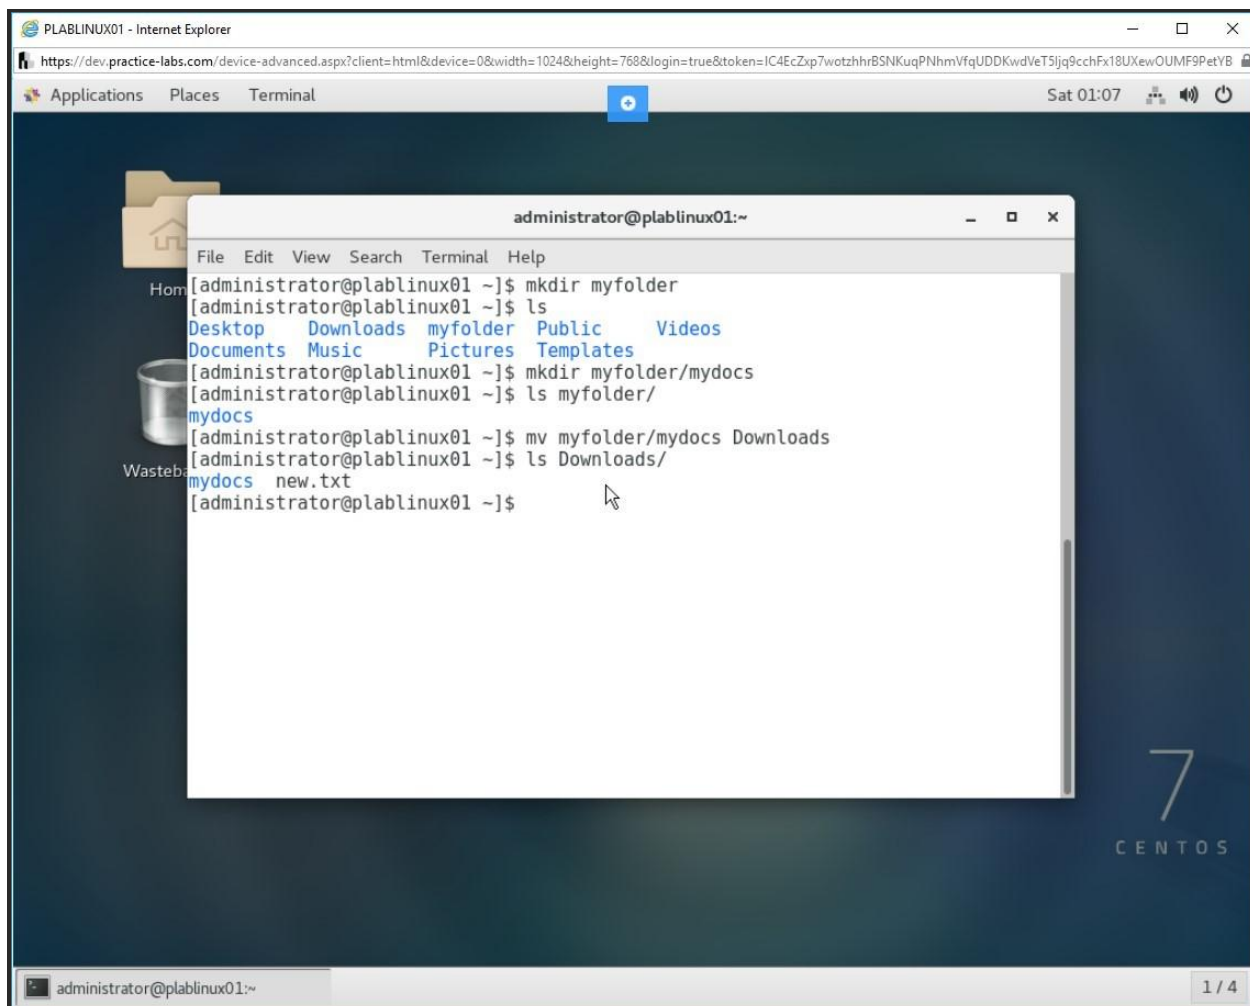 PLABLINUX01 - Internet Explorer
https://dev.practice-labs.com/device-advanced.aspx?client=html&device=0&width=1024&height=768&login=true&token=IC4EcZxp7wotzhhrBSNKuqPNhmVfqUDDKwdVeT5Ijq9cchFx18UXewOUMF9PetYB
Applications Places Terminal Sat 01:07
Hom
Wasteba
administrator@plablinux01:~
File Edit View Search Terminal Help
[administrator@plablinux01 ~]$ mkdir myfolder
[administrator@plablinux01 ~]$ ls
Desktop Downloads myfolder Public Videos
Documents Music Pictures Templates
[administrator@plablinux01 ~]$ mkdir myfolder/mydocs
[administrator@plablinux01 ~]$ ls myfolder/
mydocs
[administrator@plablinux01 ~]$ mv myfolder/mydocs Downloads
[administrator@plablinux01 ~]$ ls Downloads/
mydocs new.txt
[administrator@plablinux01 ~]$
7
CENTOS
administrator@plablinux01:~
1 / 4